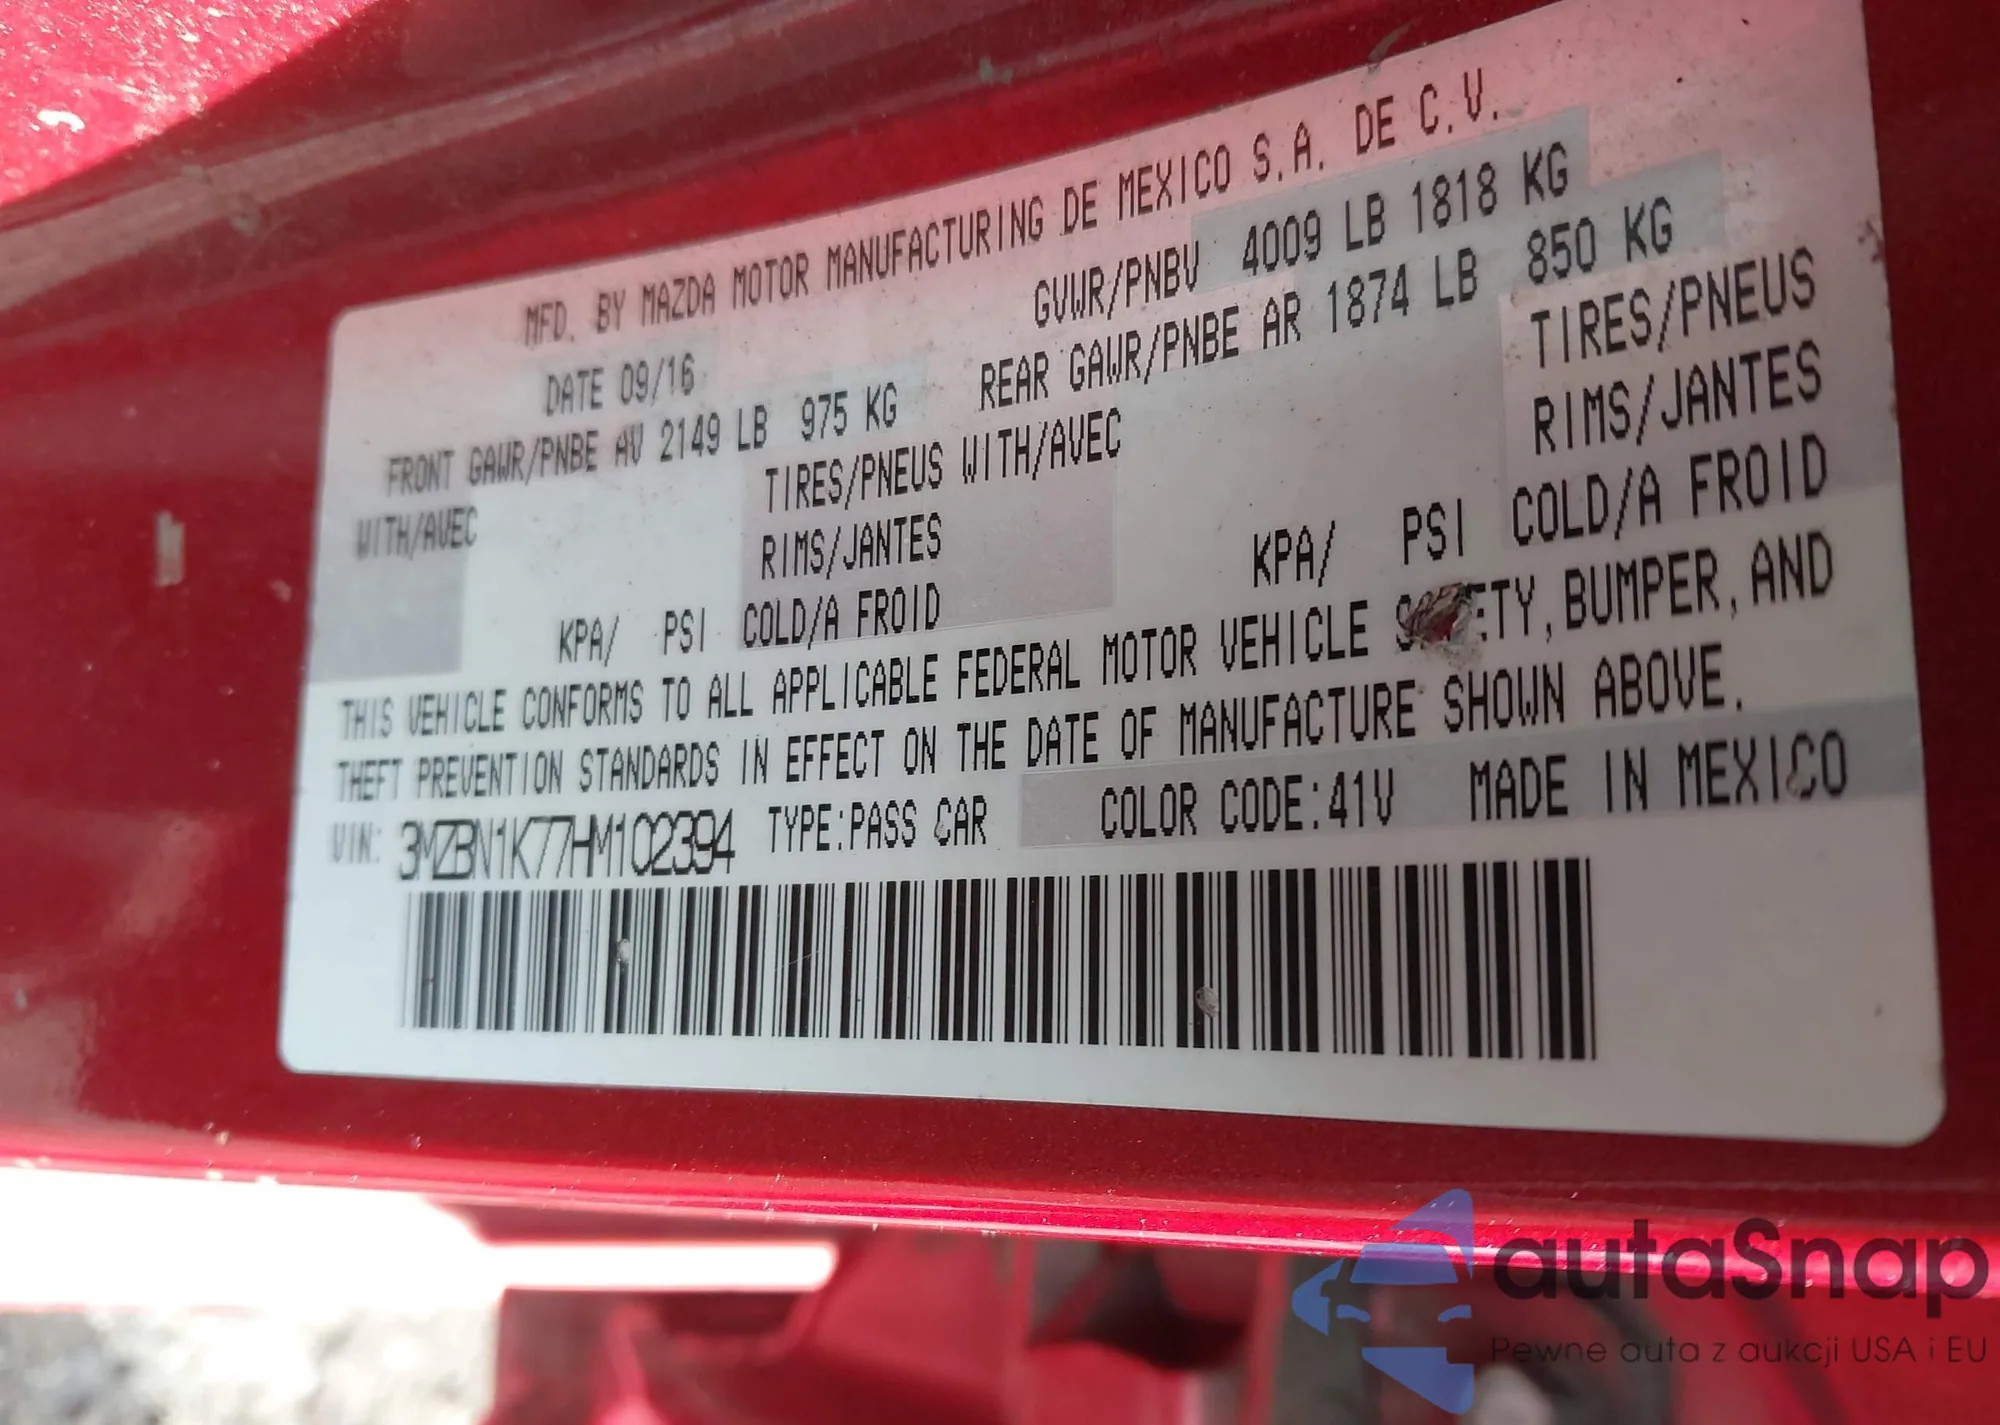 MFD. BY MAZDA MOTOR MANUFACTURING DE MEXICO S.A. DE C.V.
DATE 09/16 GVWR/PNBV 4009 LB 1818 KG
FRONT GAWR/PNBE AV 2149 LB 975 KG REAR GAWR/PNBE AR 1874 LB 850 KG
WITH/AVEC TIRES/PNEUS WITH/AVEC TIRES/PNEUS
RIMS/JANTES RIMS/JANTES
KPA/ PSI COLD/A FROID KPA/ PSI COLD/A FROID
THIS VEHICLE CONFORMS TO ALL APPLICABLE FEDERAL MOTOR VEHICLE BUMPER, AND
THEFT PREVENTION STANDARDS IN EFFECT ON THE DATE OF MANUFACTURE SHOWN ABOVE.
VIN: 3MZBN1K77HM102394 TYPE:PASS CAR COLOR CODE:41V MADE IN MEXICO
autaSnap
Pewne auta z aukcji USA i EU